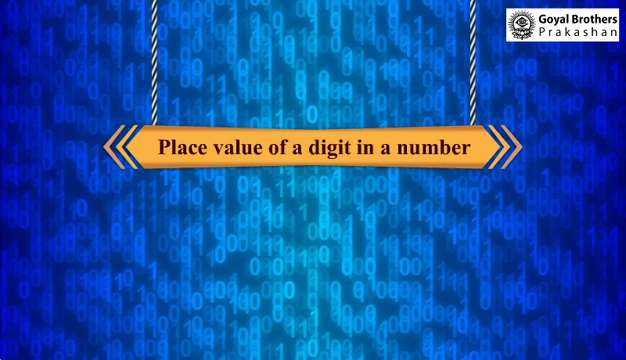 Goyal Brothers
Prakashan
Place value of a digit in a number